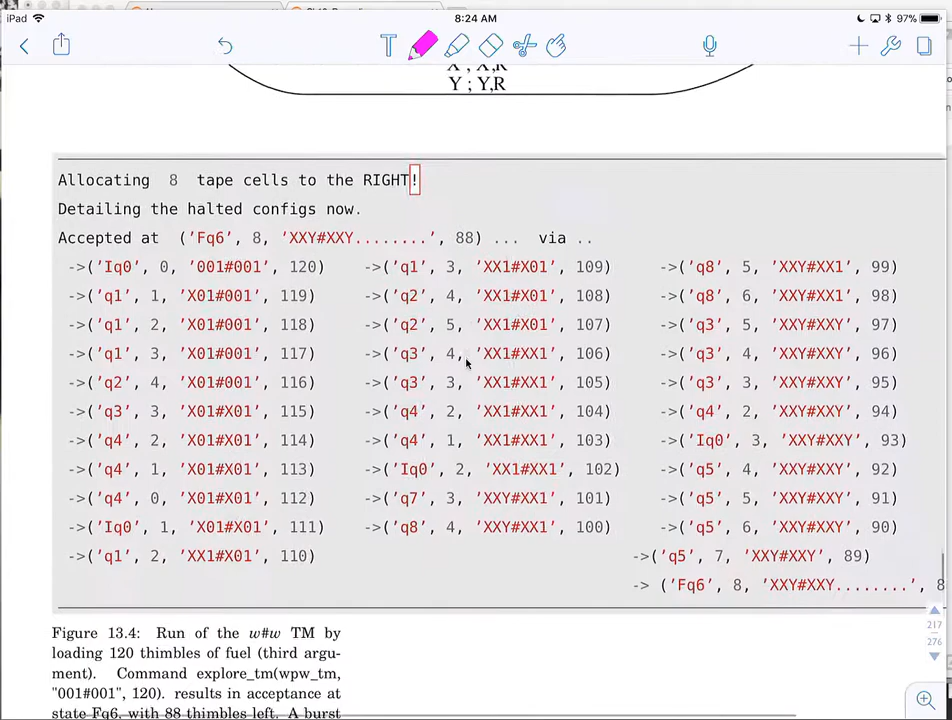 iPad
8:24 AM
97%
T
X ; X,R
Y ; Y,R
Allocating 8 tape cells to the RIGHT!
Detailing the halted configs now.
Accepted at ('Fq6', 8, 'XXY#XXY........', 88) ... via ..
->('Iq0', 0, '001#001', 120) ->('q1', 3, 'XX1#X01', 109) ->('q8', 5, 'XXY#XX1', 99)
->('q1', 1, 'X01#001', 119) ->('q2', 4, 'XX1#X01', 108) ->('q8', 6, 'XXY#XX1', 98)
->('q1', 2, 'X01#001', 118) ->('q2', 5, 'XX1#X01', 107) ->('q3', 5, 'XXY#XXY', 97)
->('q1', 3, 'X01#001', 117) ->('q3', 4, 'XX1#XX1', 106) ->('q3', 4, 'XXY#XXY', 96)
->('q2', 4, 'X01#001', 116) ->('q3', 3, 'XX1#XX1', 105) ->('q3', 3, 'XXY#XXY', 95)
->('q3', 3, 'X01#X01', 115) ->('q4', 2, 'XX1#XX1', 104) ->('q4', 2, 'XXY#XXY', 94)
->('q4', 2, 'X01#X01', 114) ->('q4', 1, 'XX1#XX1', 103) ->('Iq0', 3, 'XXY#XXY', 93)
->('q4', 1, 'X01#X01', 113) ->('Iq0', 2, 'XX1#XX1', 102) ->('q5', 4, 'XXY#XXY', 92)
->('q4', 0, 'X01#X01', 112) ->('q7', 3, 'XXY#XX1', 101) ->('q5', 5, 'XXY#XXY', 91)
->('Iq0', 1, 'X01#X01', 111) ->('q8', 4, 'XXY#XX1', 100) ->('q5', 6, 'XXY#XXY', 90)
->('q1', 2, 'XX1#X01', 110) ->('q5', 7, 'XXY#XXY', 89)
-> ('Fq6', 8, 'XXY#XXY........', 8
217
276
Figure 13.4: Run of the w#w TM by
loading 120 thimbles of fuel (third argu-
ment). Command explore_tm(wpw_tm,
"001#001", 120). results in acceptance at
state Fq6, with 88 thimbles left. A burst